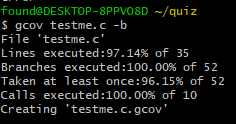 found@DESKTOP-8PPVO8D ~/quiz
$ gcov testme.c -b
File 'testme.c'
Lines executed:97.14% of 35
Branches executed:100.00% of 52
Taken at least once:96.15% of 52
Calls executed:100.00% of 10
Creating 'testme.c.gcov'